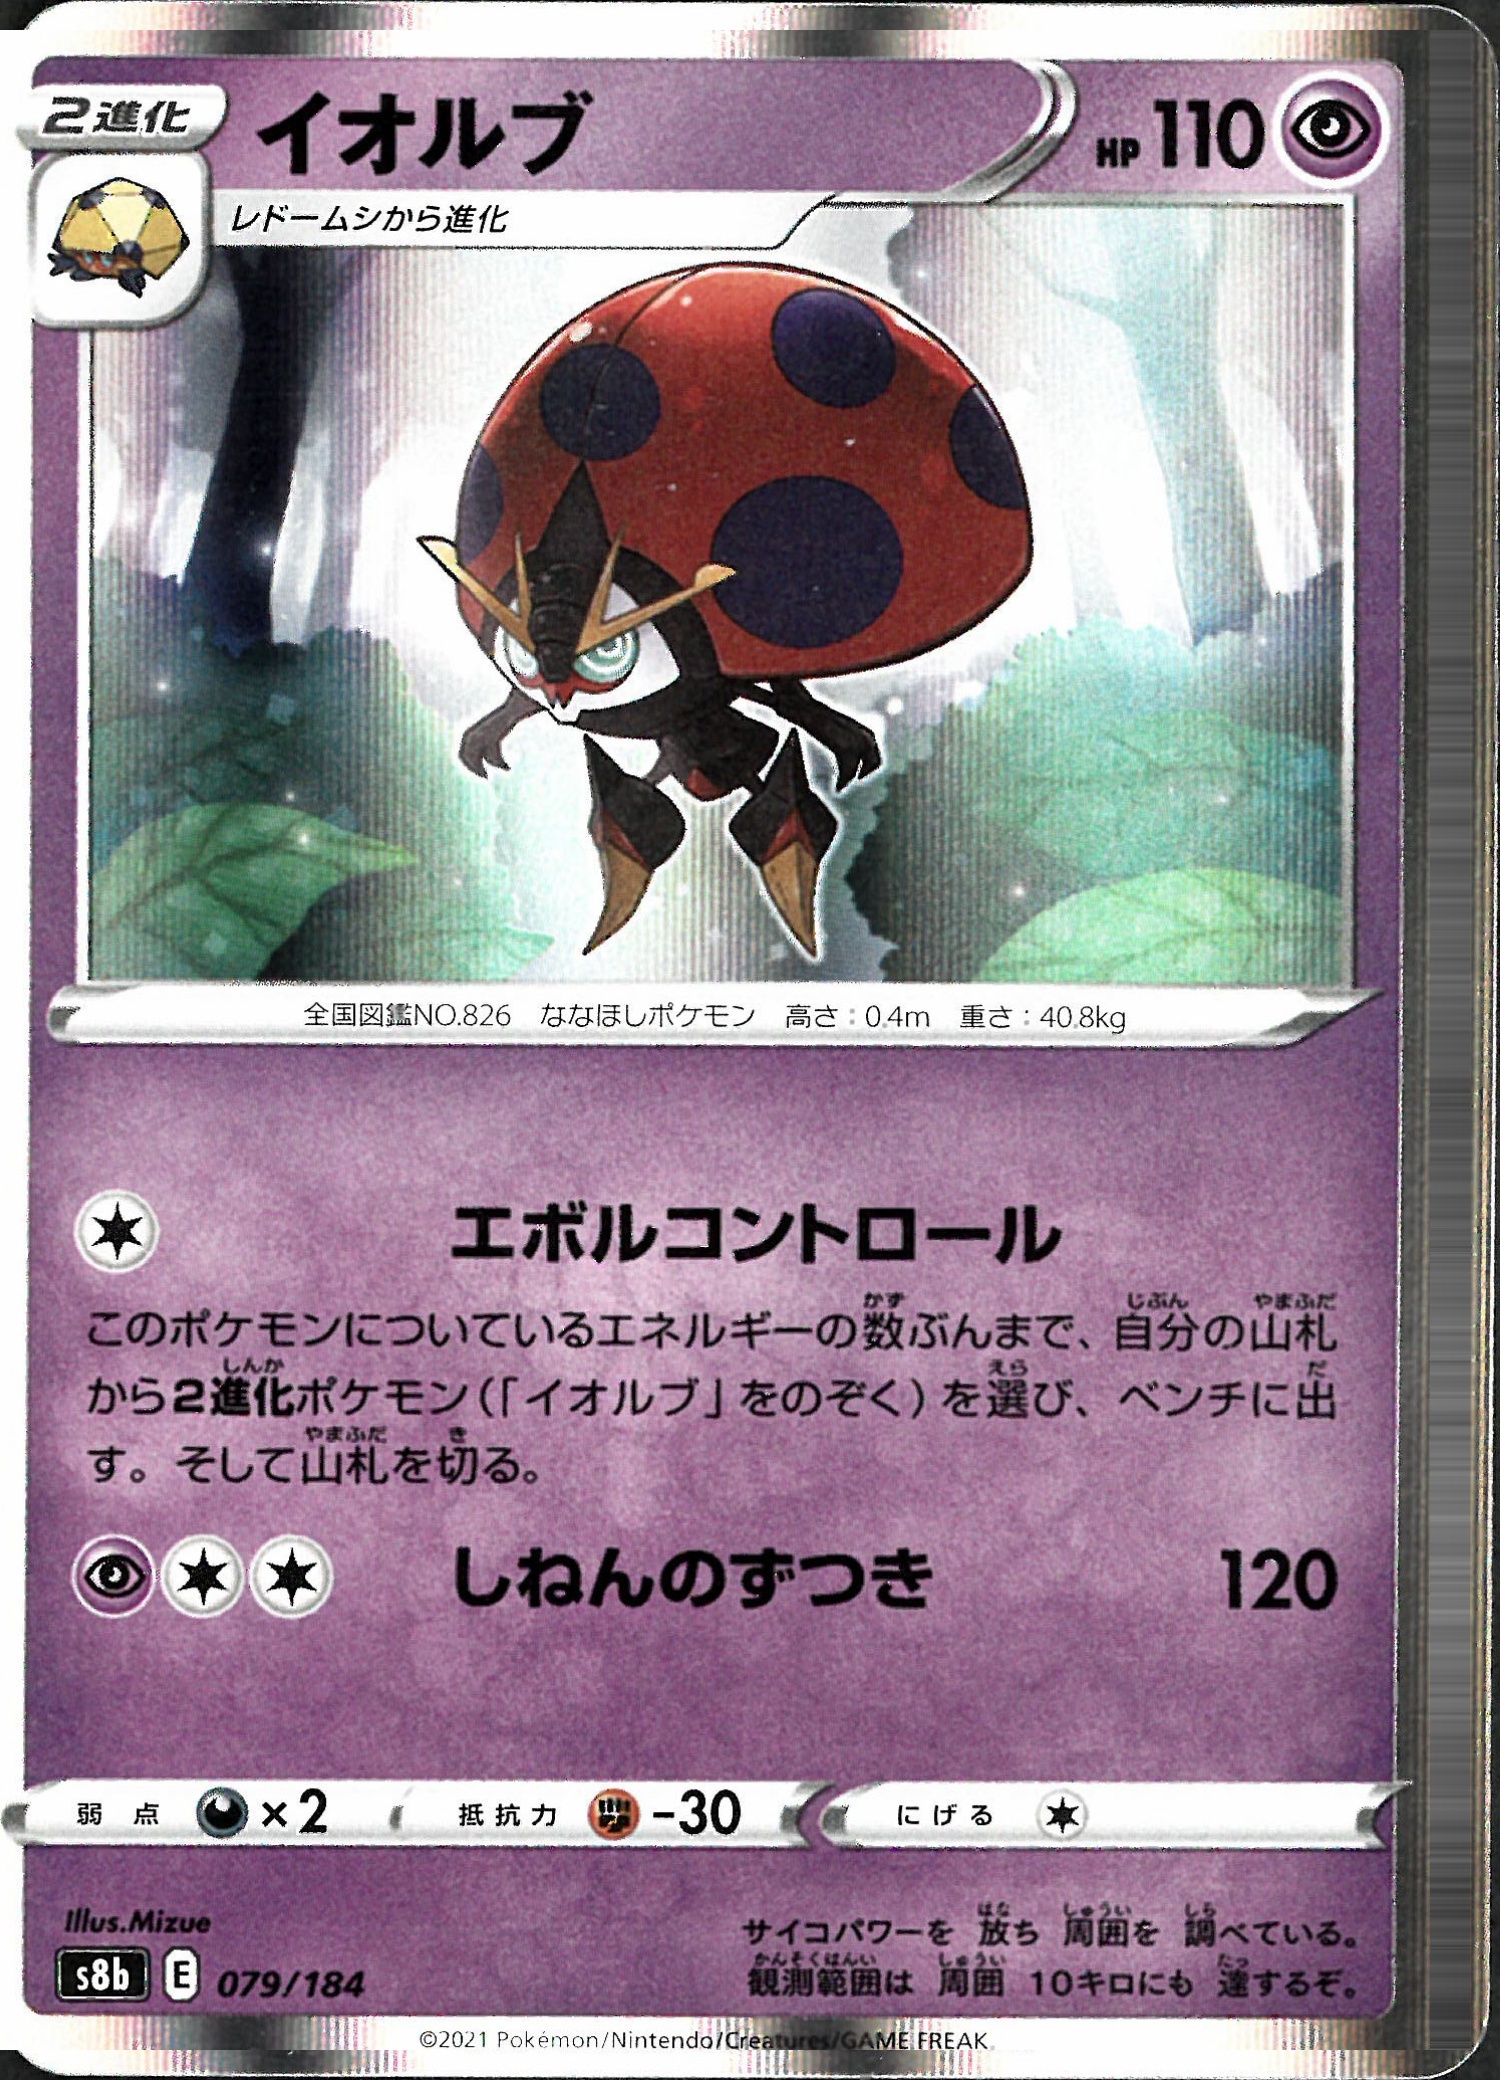 2進化
イオルブ
HP 110
レドームシから進化
全国図鑑NO.826 ななほしポケモン 高さ：0.4m 重さ：40.8kg
エボルコントロール
このポケモンについているエネルギーの数ぶんまで、自分の山札
から2進化ポケモン（「イオルブ」をのぞく）を選び、ベンチに出
す。そして山札を切る。
しねんのずつき 120
弱点 ×2 抵抗力 -30 にげる
Illus.Mizue
サイコパワーを 放ち 周囲を 調べている。
観測範囲は 周囲 10キロにも 達するぞ。
s8b E 079/184
©2021 Pokémon/Nintendo/Creatures/GAME FREAK.